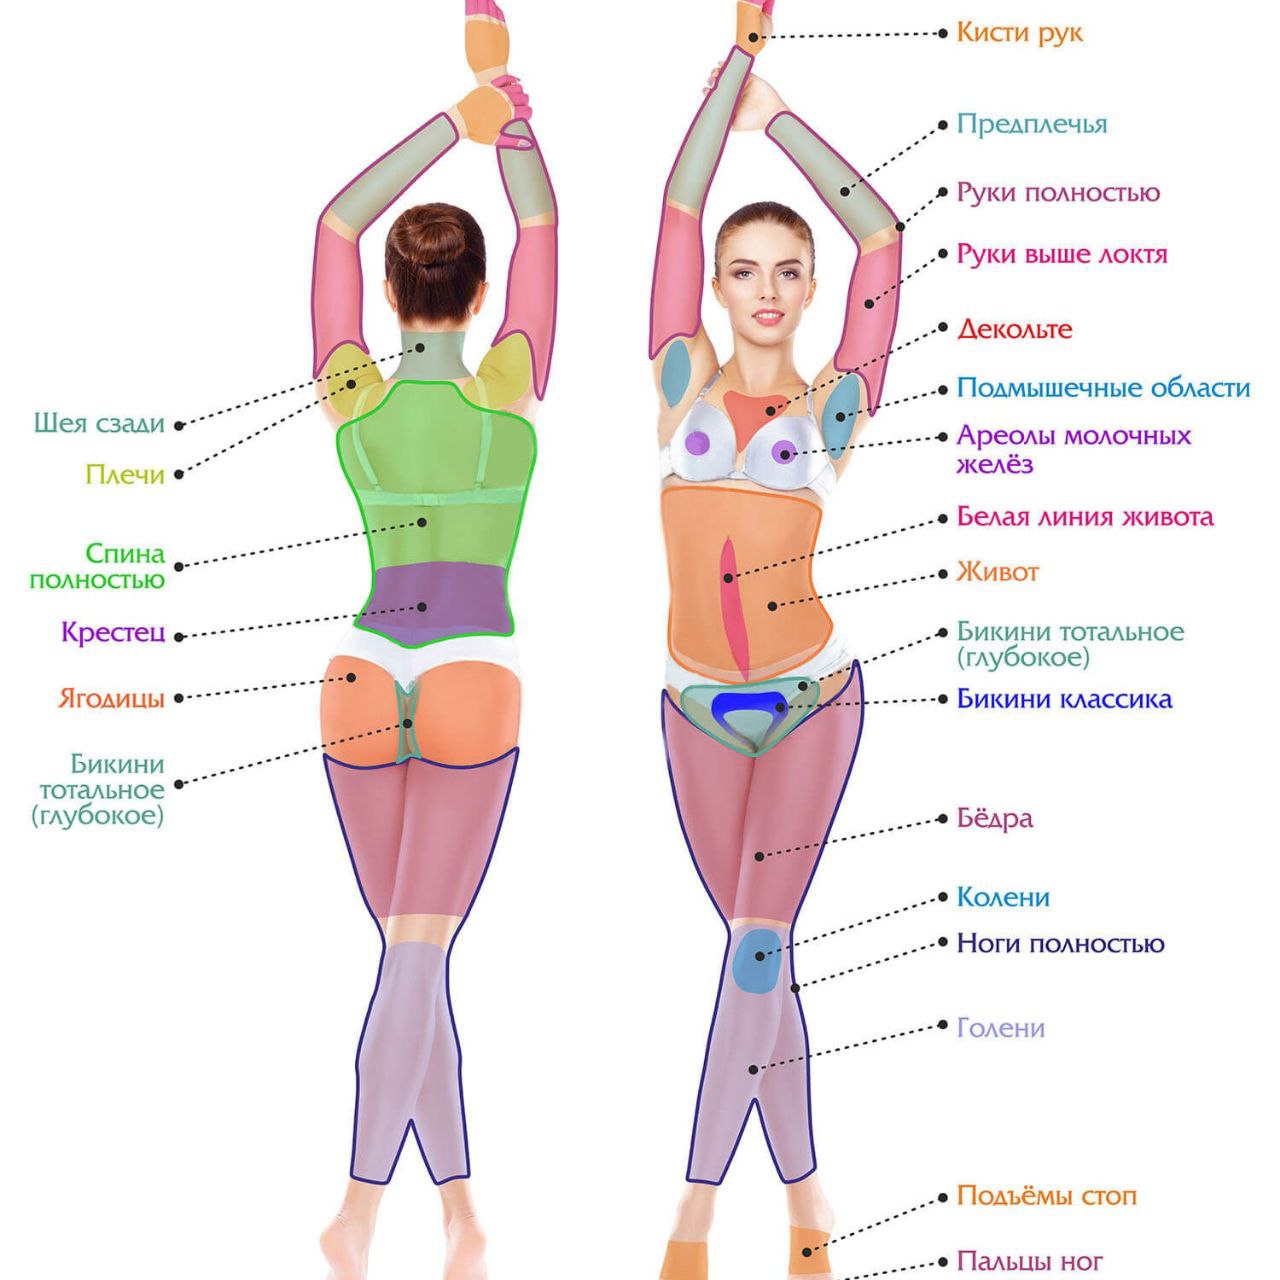 Кисти рук
Предплечья
Руки полностью
Руки выше локтя
Декольте
Подмышечные области
Ареолы молочных
желёз
Белая линия живота
Живот
Бикини тотальное
(глубокое)
Бикини классика
Бёдра
Колени
Ноги полностью
Голени
Подъёмы стоп
Пальцы ног
Шея сзади
Плечи
Спина
полностью
Крестец
Ягодицы
Бикини
тотальное
(глубокое)